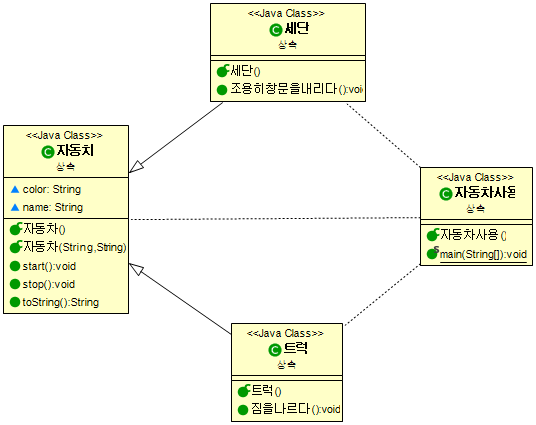 <<Java Class>>
세단
상속
세단()
조용히창문을내리다():void
<<Java Class>>
자동차
상속
color: String
name: String
자동차()
자동차(String,String)
start():void
stop():void
toString():String
<<Java Class>>
자동차사용
상속
자동차사용()
main(String[]):void
<<Java Class>>
트럭
상속
트럭()
짐을나르다():void